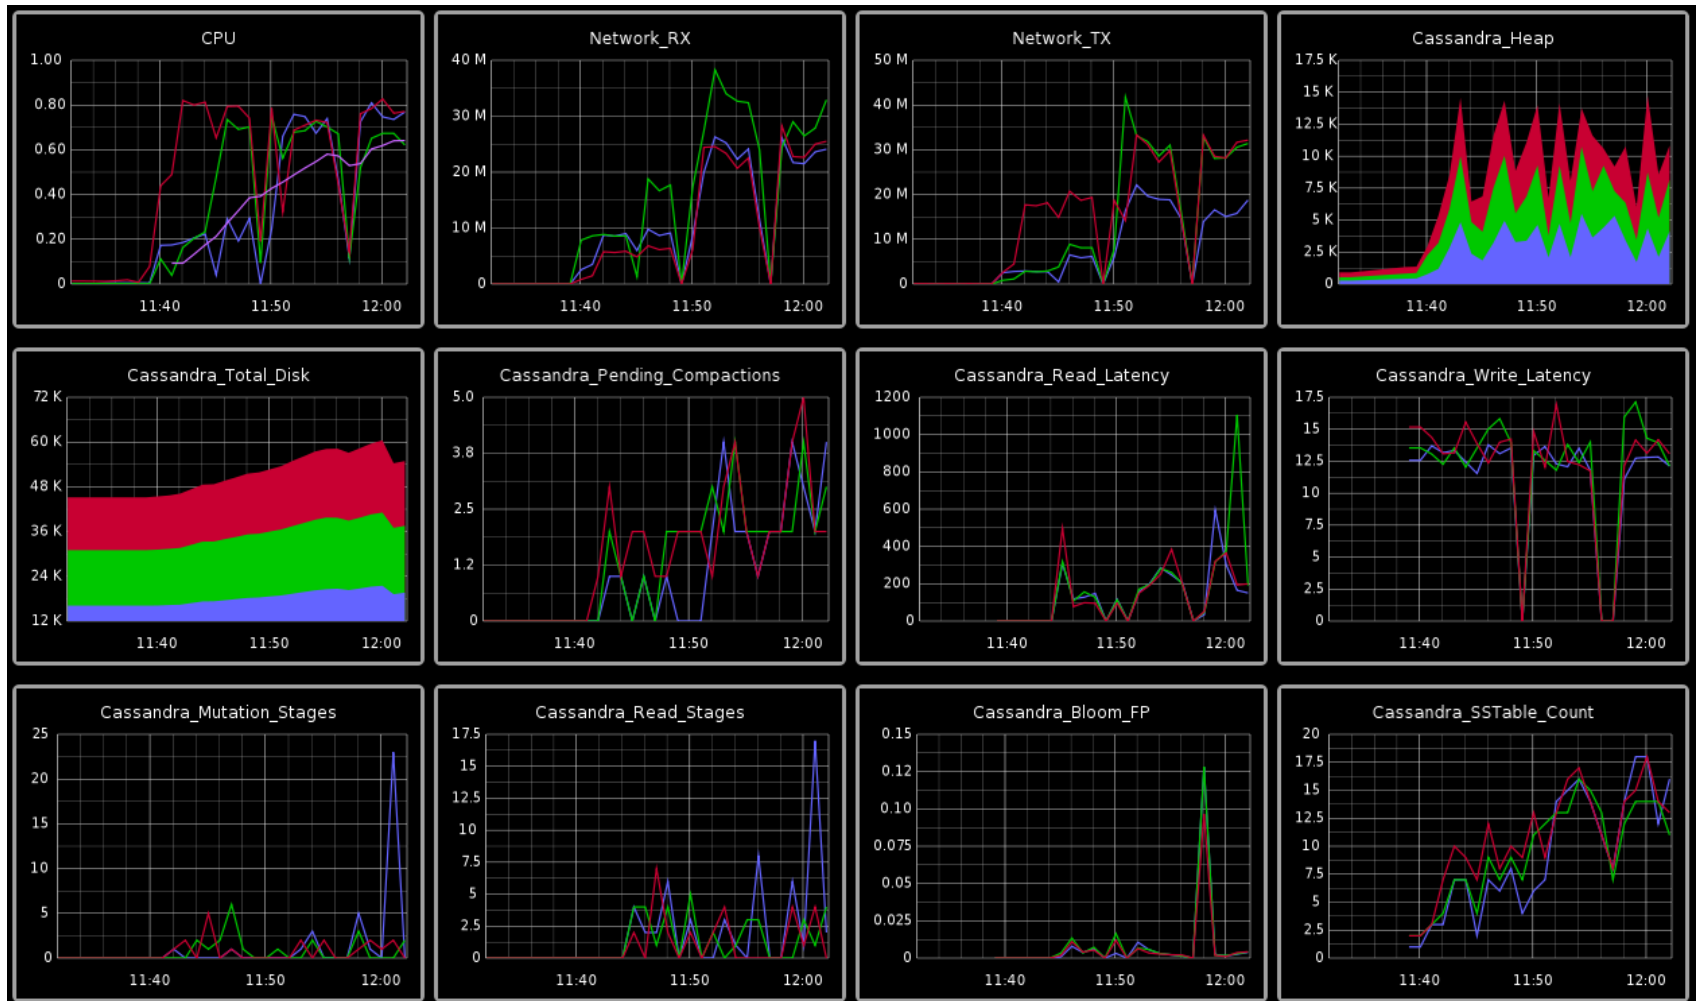 CPU
1.00
0.80
0.60
0.40
0.20
0
11:40 11:50 12:00
Network_RX
40 M
30 M
20 M
10 M
0
11:40 11:50 12:00
Network_TX
50 M
40 M
30 M
20 M
10 M
0
11:40 11:50 12:00
Cassandra_Heap
17.5 K
15 K
12.5 K
10 K
7.5 K
5 K
2.5 K
0
11:40 11:50 12:00
Cassandra_Total_Disk
72 K
60 K
48 K
36 K
24 K
12 K
11:40 11:50 12:00
Cassandra_Pending_Compactions
5.0
3.8
2.5
1.2
0
11:40 11:50 12:00
Cassandra_Read_Latency
1200
1000
800
600
400
200
0
11:40 11:50 12:00
Cassandra_Write_Latency
17.5
15
12.5
10
7.5
5
2.5
0
11:40 11:50 12:00
Cassandra_Mutation_Stages
25
20
15
10
5
0
11:40 11:50 12:00
Cassandra_Read_Stages
17.5
15
12.5
10
7.5
5
2.5
0
11:40 11:50 12:00
Cassandra_Bloom_FP
0.15
0.12
0.10
0.075
0.05
0.025
0
11:40 11:50 12:00
Cassandra_SSTable_Count
20
17.5
15
12.5
10
7.5
5
2.5
0
11:40 11:50 12:00